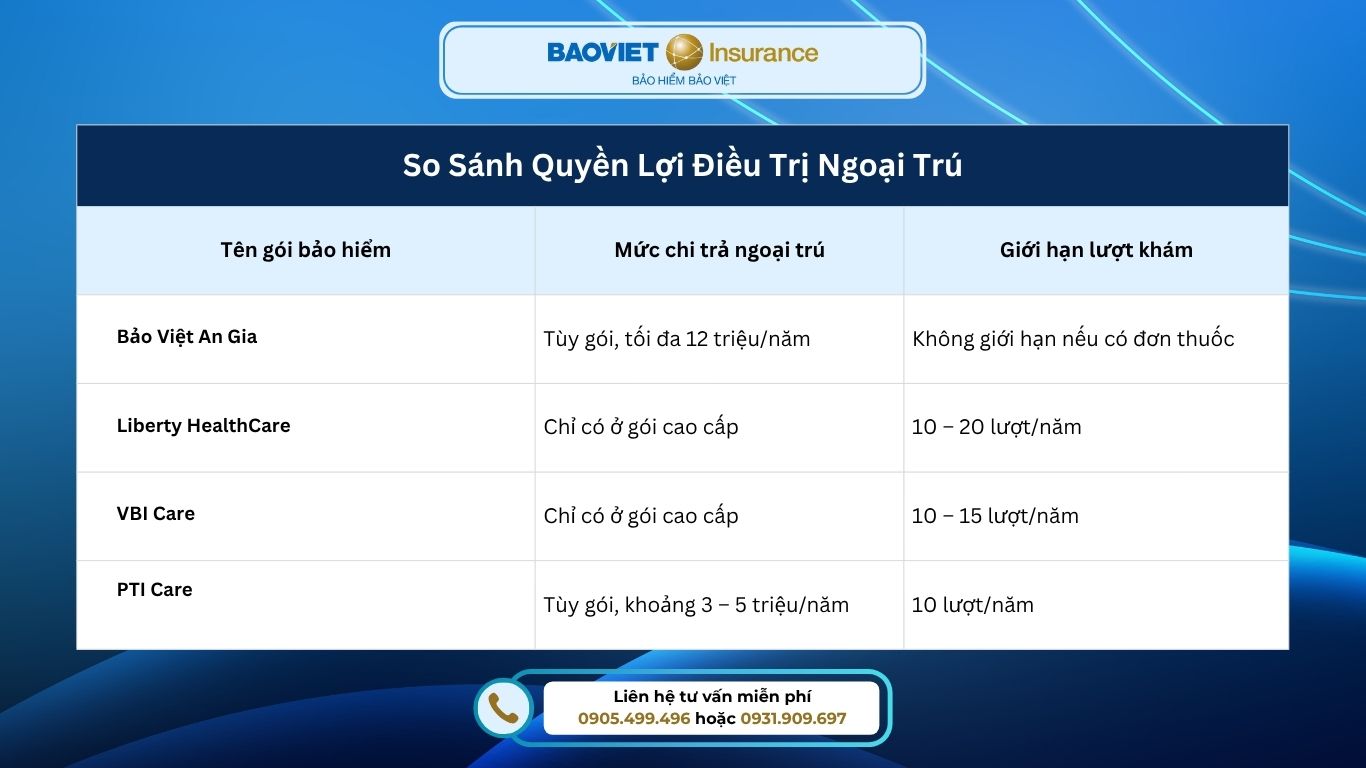 BAOVIET Insurance
BẢO HIỂM BẢO VIỆT
So Sánh Quyền Lợi Điều Trị Ngoại Trú
Tên gói bảo hiểm Mức chi trả ngoại trú Giới hạn lượt khám
Bảo Việt An Gia Tùy gói, tối đa 12 triệu/năm Không giới hạn nếu có đơn thuốc
Liberty HealthCare Chỉ có ở gói cao cấp 10 – 20 lượt/năm
VBI Care Chỉ có ở gói cao cấp 10 – 15 lượt/năm
PTI Care Tùy gói, khoảng 3 – 5 triệu/năm 10 lượt/năm
Liên hệ tư vấn miễn phí
0905.499.496 hoặc 0931.909.697